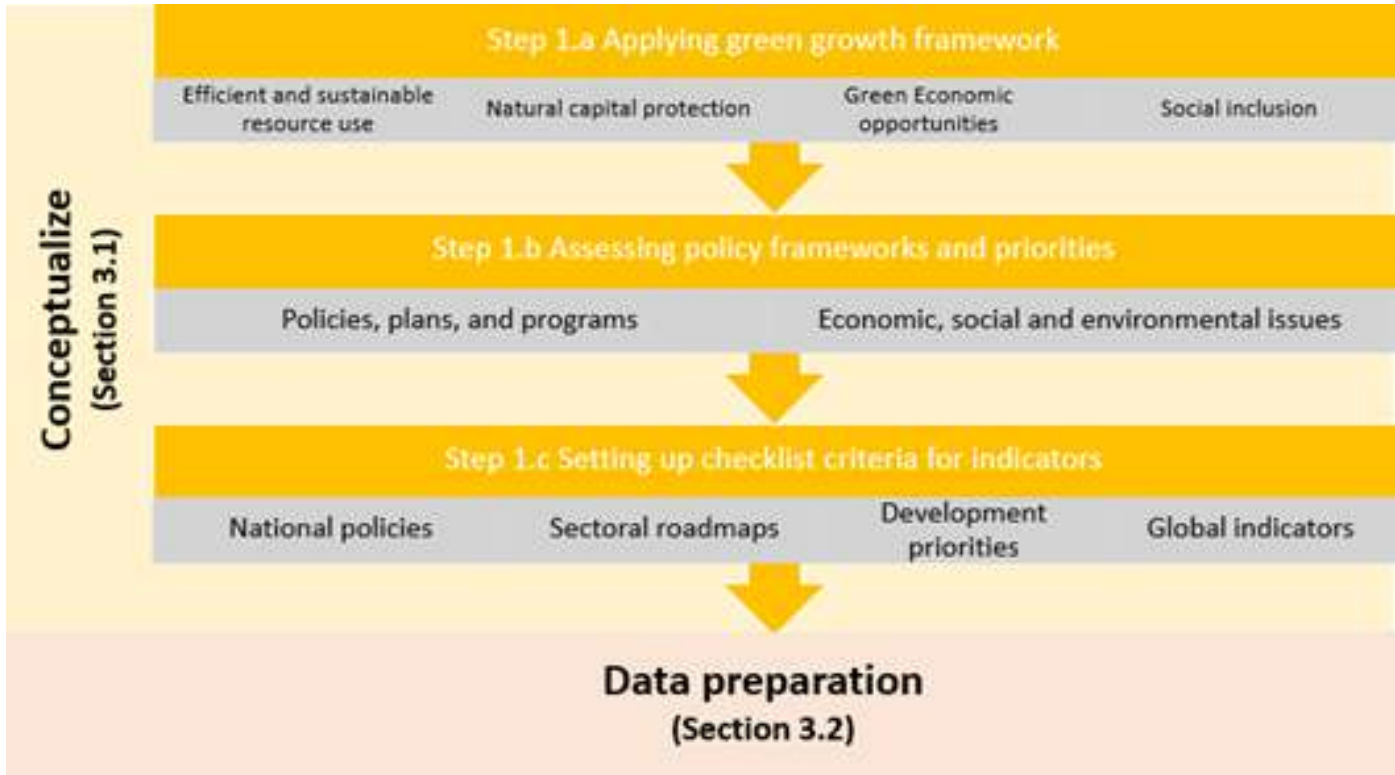 Conceptualize
(Section 3.1)
Step 1.a Applying green growth framework
Efficient and sustainable
resource use
Natural capital protection
Green Economic
opportunities
Social inclusion
Step 1.b Assessing policy frameworks and priorities
Policies, plans, and programs
Economic, social and environmental issues
Step 1.c Setting up checklist criteria for indicators
National policies
Sectoral roadmaps
Development
priorities
Global indicators
Data preparation
(Section 3.2)